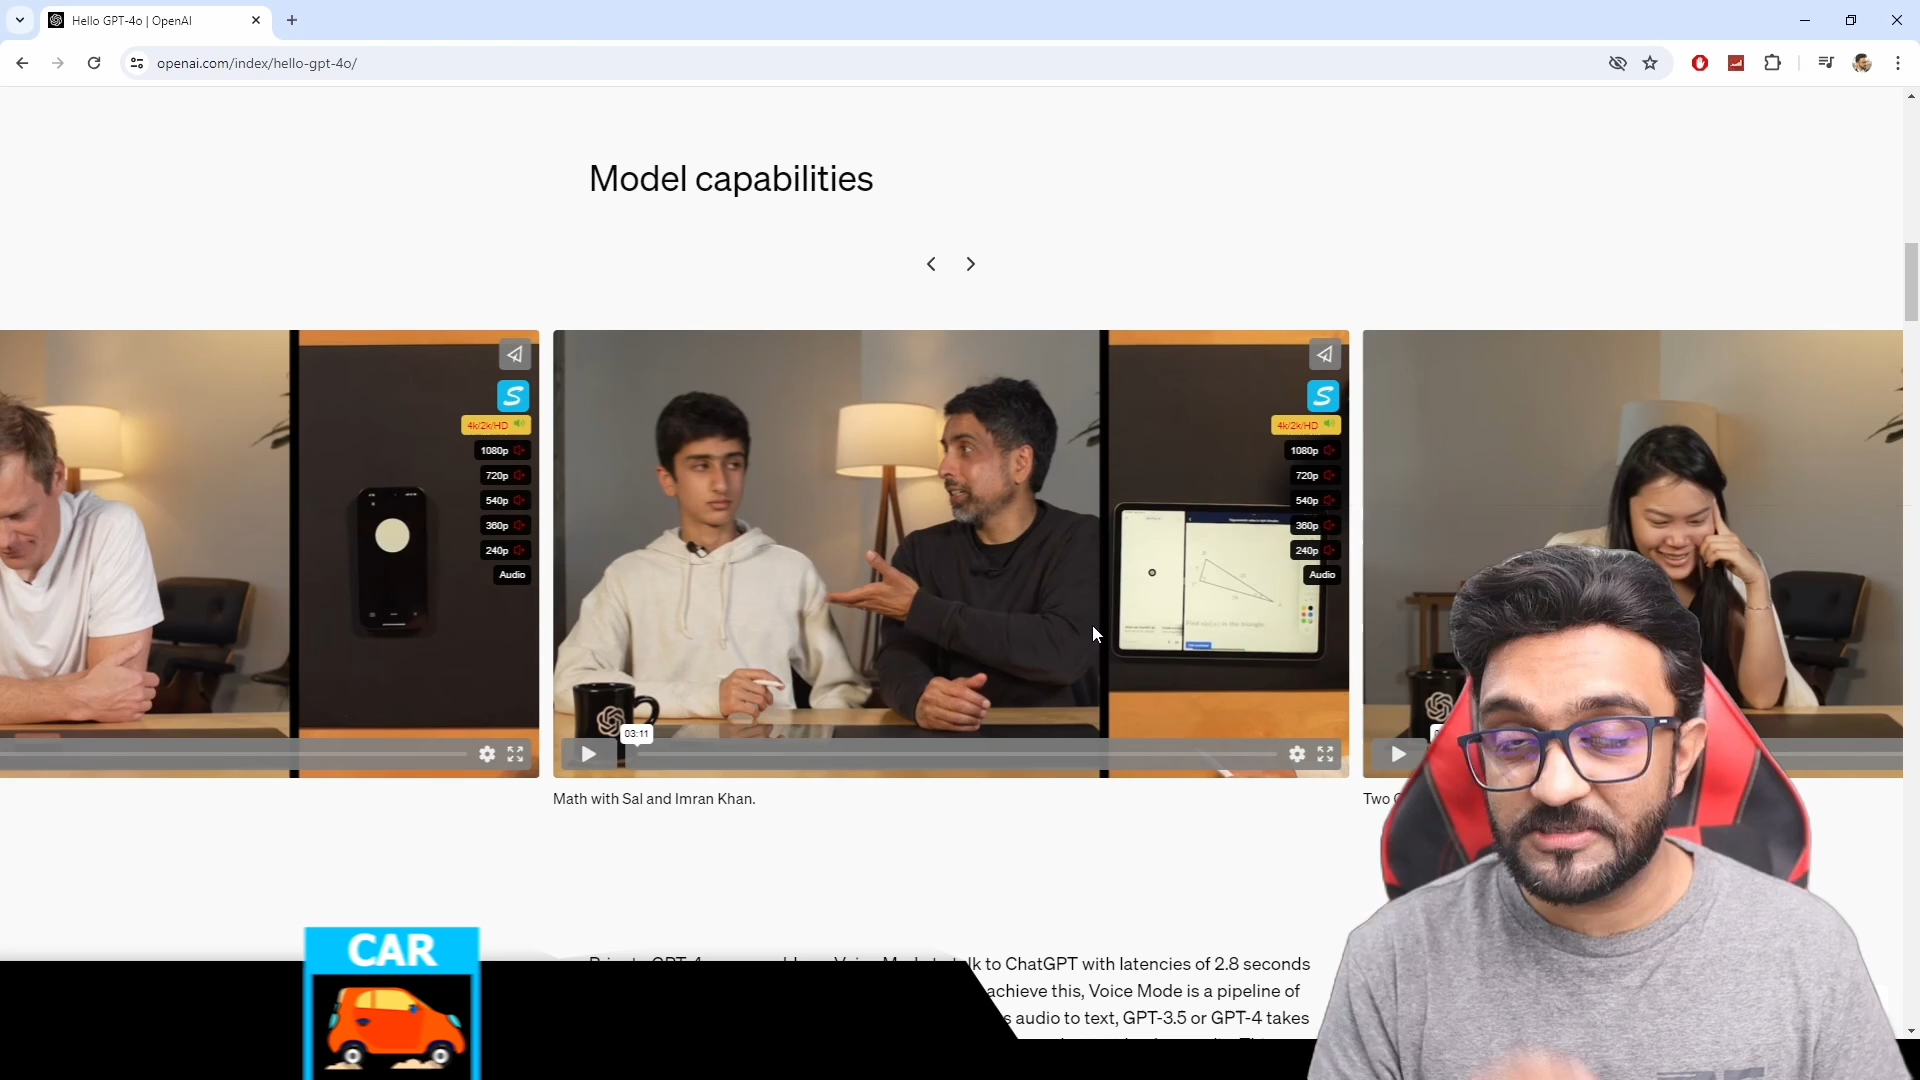 Hello GPT-4o | OpenAI
openai.com/index/hello-gpt-4o/
Model capabilities
4k/2k/HD
1080p
720p
540p
360p
240p
Audio
4k/2k/HD
1080p
720p
540p
360p
240p
Audio
03:11
Math with Sal and Imran Khan.
Two
to ChatGPT with latencies of 2.8 seconds
achieve this, Voice Mode is a pipeline of
audio to text, GPT-3.5 or GPT-4 takes
CAR